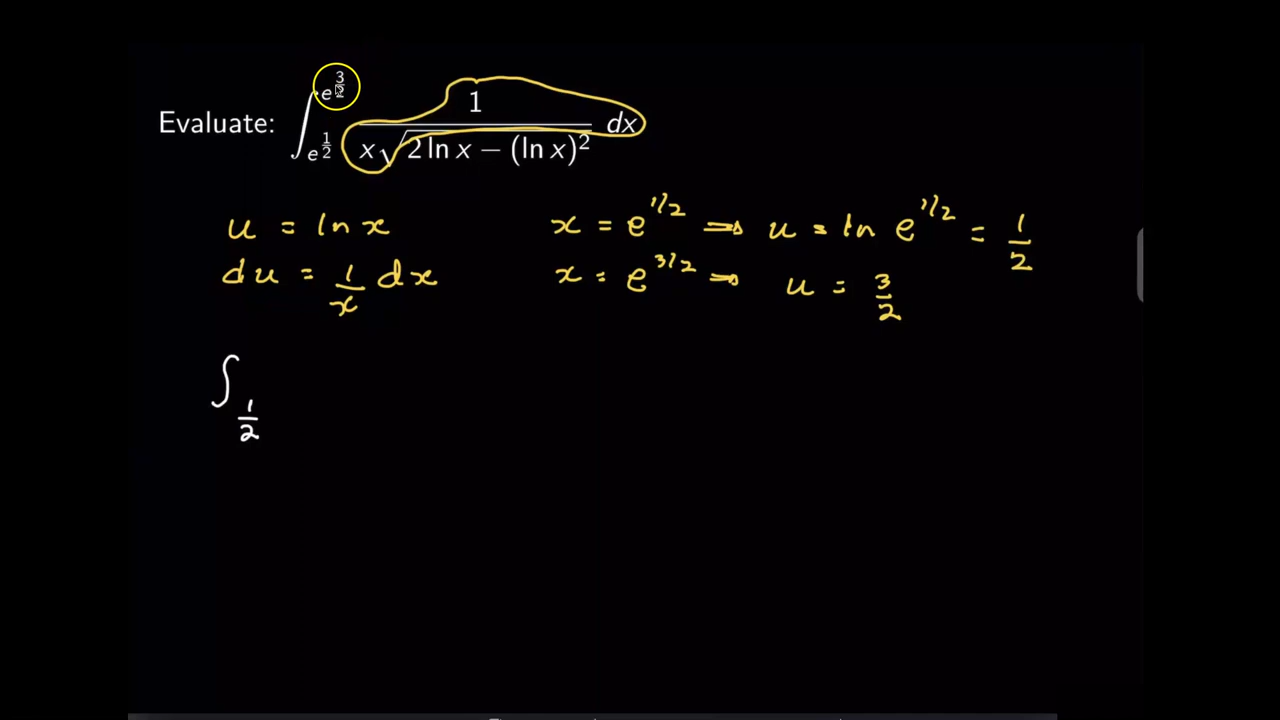 Evaluate: ∫_{e^{1/2}}^{e^{3/2}} 1/(x√(2 ln x − (ln x)²)) dx
u = ln x    x = e^{1/2} ⟹ u = ln e^{1/2} = 1/2
du = 1/x dx    x = e^{3/2} ⟹ u = 3/2
∫_{1/2}